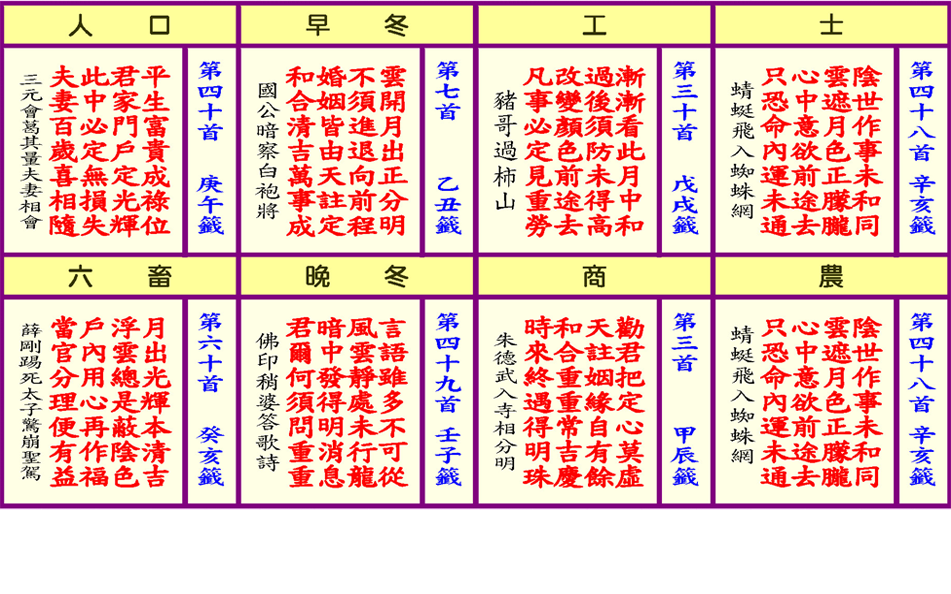 士
第四十八首 辛亥籤
陰世作事未和同
雲遮月色正朦朧
心中意欲前途去
只恐命內運未通
蜻蜓飛入蜘蛛網
工
第三十首 戊戌籤
漸漸看此月中和
過後須防未得高
改變顏色前途去
凡事必定見重勞
豬哥過柿山
早 冬
第七首 乙丑籤
雲開月出正分明
不須進退向前程
婚姻皆由天註定
和合清吉萬事成
國公暗察白袍將
人 口
第四十首 庚午籤
平生富貴成祿位
君家門戶定光輝
此中必定無損失
夫妻百歲喜相隨
三元會葛其量夫妻相會
農
第四十八首 辛亥籤
陰世作事未和同
雲遮月色正朦朧
心中意欲前途去
只恐命內運未通
蜻蜓飛入蜘蛛網
商
第三首 甲辰籤
勸君把定心莫虛
天註姻緣自有餘
和合重重常吉慶
時來終遇得明珠
朱德武入寺相分明
晚 冬
第四十九首 壬子籤
言語雖多不可從
風雲靜處未行龍
暗中發得明消息
君爾何須問重重
佛印稍婆答歌詩
六 畜
第六十首 癸亥籤
月出光輝本清吉
浮雲總是蔽陰色
戶內用心再作福
當官分理便有益
薛剛踢死太子驚崩聖駕